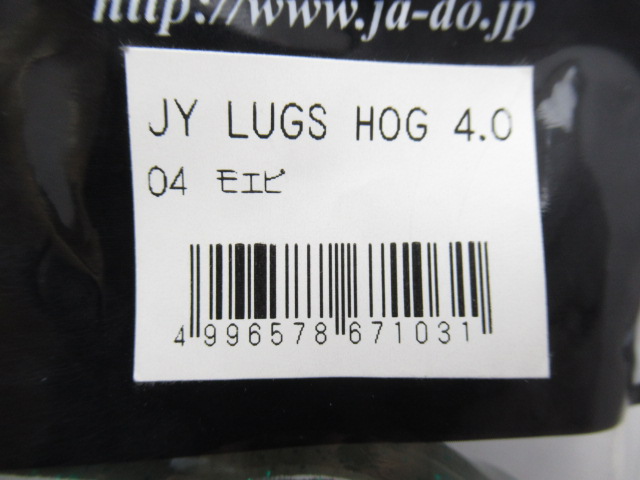 http://www.ja-do.jp
JY LUGS HOG 4.0
04 モエビ
4 996578 671031